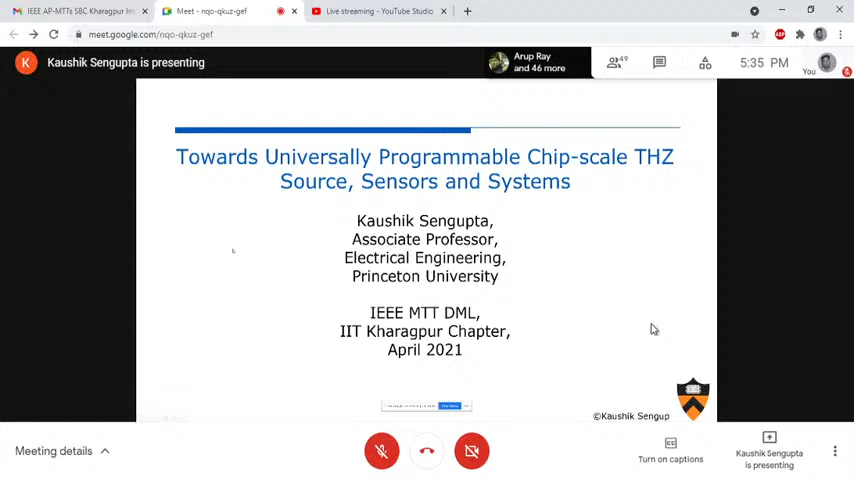 IEEE AP-MTTs SBC Kharagpur In
Meet - nqo-qkuz-gef
Live streaming - YouTube Studio
meet.google.com/nqo-qkuz-gef
ABP
K
Kaushik Sengupta is presenting
Arup Ray
and 46 more
49
5:35 PM
You
Towards Universally Programmable Chip-scale THZ
Source, Sensors and Systems
Kaushik Sengupta,
Associate Professor,
Electrical Engineering,
Princeton University
IEEE MTT DML,
IIT Kharagpur Chapter,
April 2021
©Kaushik Sengup
Meeting details
Turn on captions
Kaushik Sengupta
is presenting